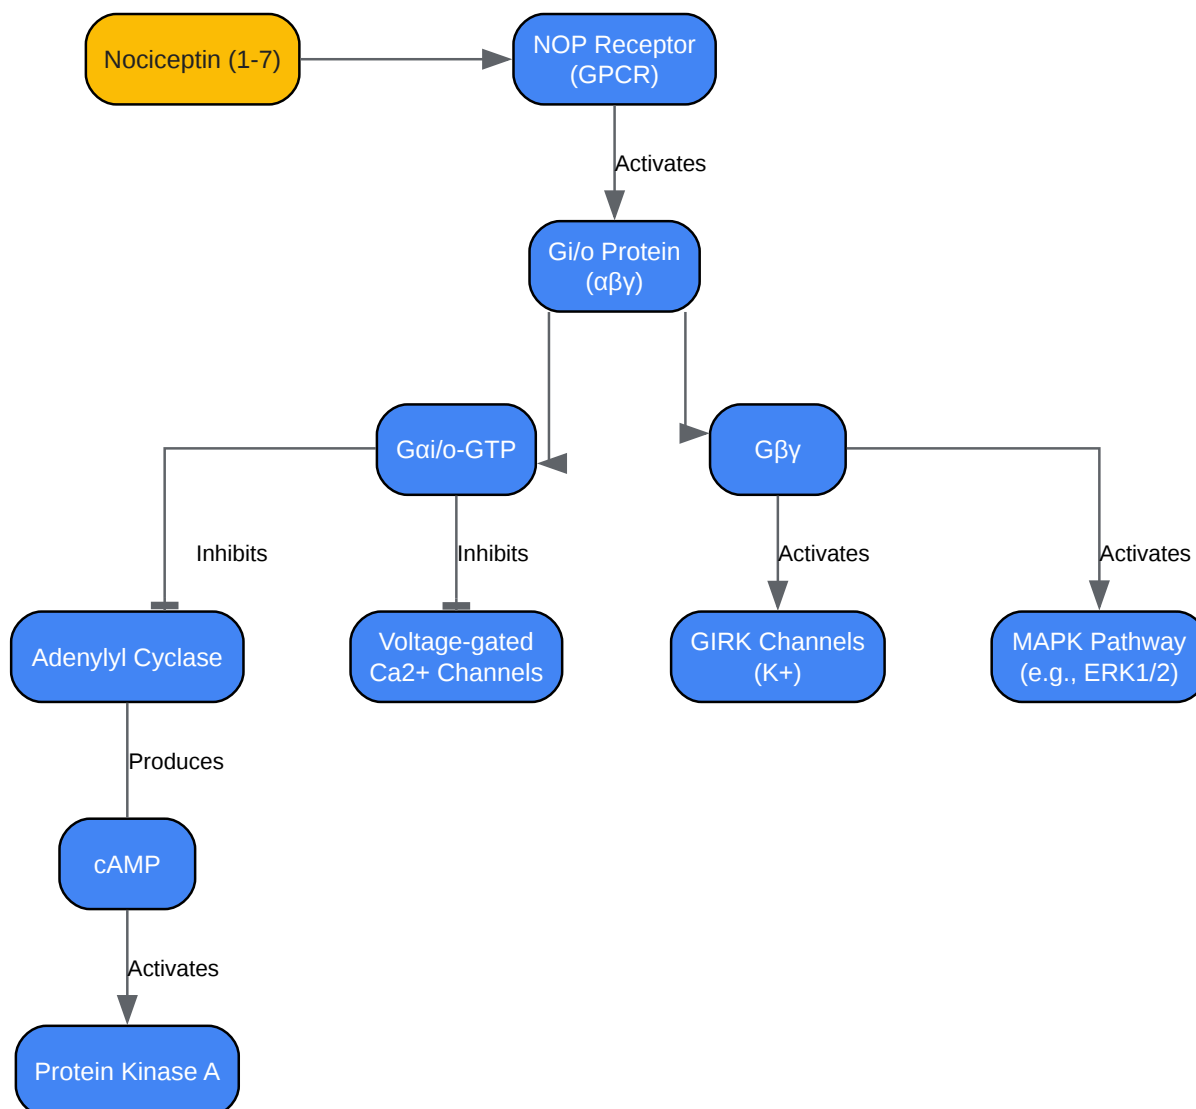 Nociceptin (1-7)
NOP Receptor
(GPCR)
Activates
Gi/o Protein
(αβγ)
Gαi/o-GTP
Gβγ
Inhibits
Inhibits
Activates
Activates
Adenylyl Cyclase
Voltage-gated
Ca2+ Channels
GIRK Channels
(K+)
MAPK Pathway
(e.g., ERK1/2)
Produces
cAMP
Activates
Protein Kinase A